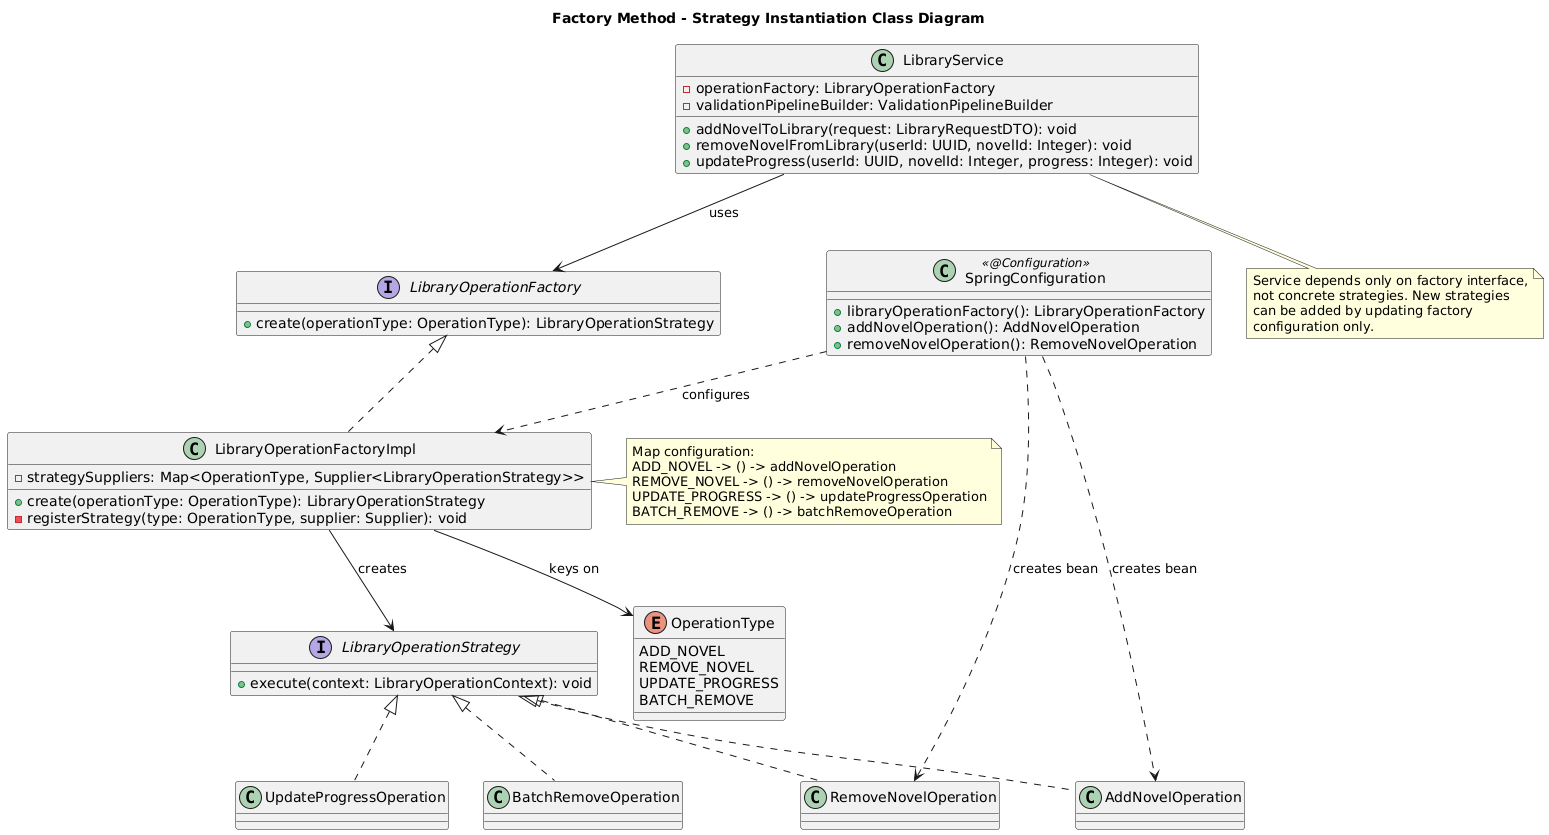 Factory Method - Strategy Instantiation Class Diagram
C LibraryService
operationFactory: LibraryOperationFactory
validationPipelineBuilder: ValidationPipelineBuilder
addNovelToLibrary(request: LibraryRequestDTO): void
removeNovelFromLibrary(userId: UUID, novelId: Integer): void
updateProgress(userId: UUID, novelId: Integer, progress: Integer): void
uses
I LibraryOperationFactory
create(operationType: OperationType): LibraryOperationStrategy
«@Configuration»
C SpringConfiguration
libraryOperationFactory(): LibraryOperationFactory
addNovelOperation(): AddNovelOperation
removeNovelOperation(): RemoveNovelOperation
Service depends only on factory interface,
not concrete strategies. New strategies
can be added by updating factory
configuration only.
configures
C LibraryOperationFactoryImpl
strategySuppliers: Map<OperationType, Supplier<LibraryOperationStrategy>>
create(operationType: OperationType): LibraryOperationStrategy
registerStrategy(type: OperationType, supplier: Supplier): void
Map configuration:
ADD_NOVEL -> () -> addNovelOperation
REMOVE_NOVEL -> () -> removeNovelOperation
UPDATE_PROGRESS -> () -> updateProgressOperation
BATCH_REMOVE -> () -> batchRemoveOperation
creates
keys on
creates bean
creates bean
I LibraryOperationStrategy
execute(context: LibraryOperationContext): void
E OperationType
ADD_NOVEL
REMOVE_NOVEL
UPDATE_PROGRESS
BATCH_REMOVE
C UpdateProgressOperation
C BatchRemoveOperation
C RemoveNovelOperation
C AddNovelOperation